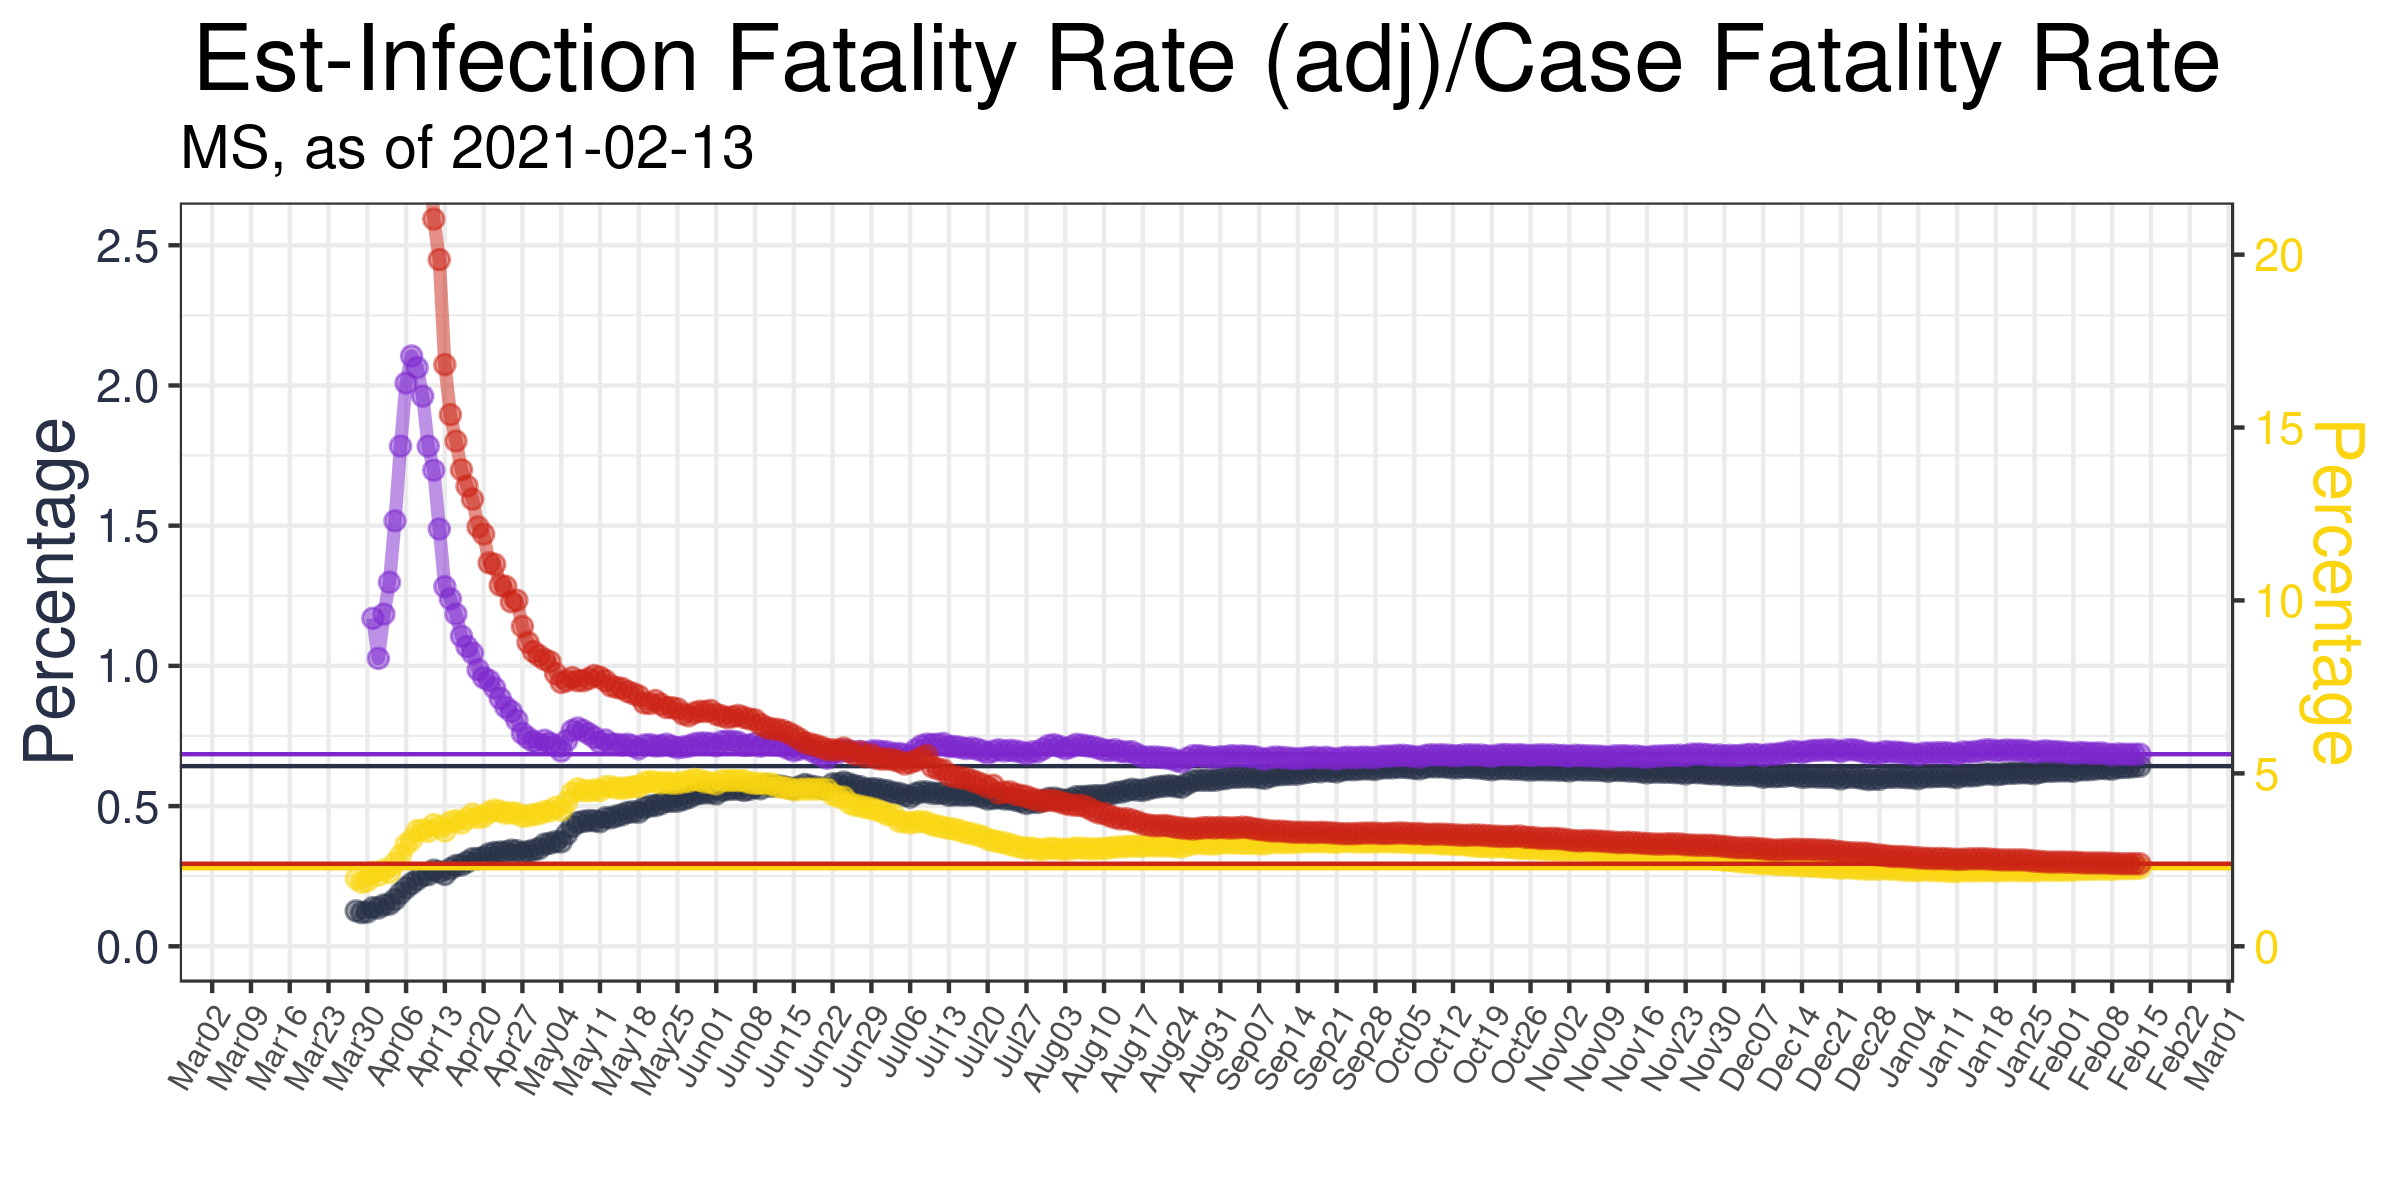 Est-Infection Fatality Rate (adj)/Case Fatality Rate
MS, as of 2021-02-13
Percentage
2.5
2.0
1.5
1.0
0.5
0.0
20
15
10
5
0
Percentage
Mar02
Mar09
Mar16
Mar23
Mar30
Apr06
Apr13
Apr20
Apr27
May04
May11
May18
May25
Jun01
Jun08
Jun15
Jun22
Jun29
Jul06
Jul13
Jul20
Jul27
Aug03
Aug10
Aug17
Aug24
Aug31
Sep07
Sep14
Sep21
Sep28
Oct05
Oct12
Oct19
Oct26
Nov02
Nov09
Nov16
Nov23
Nov30
Dec07
Dec14
Dec21
Dec28
Jan04
Jan11
Jan18
Jan25
Feb01
Feb08
Feb15
Feb22
Mar01